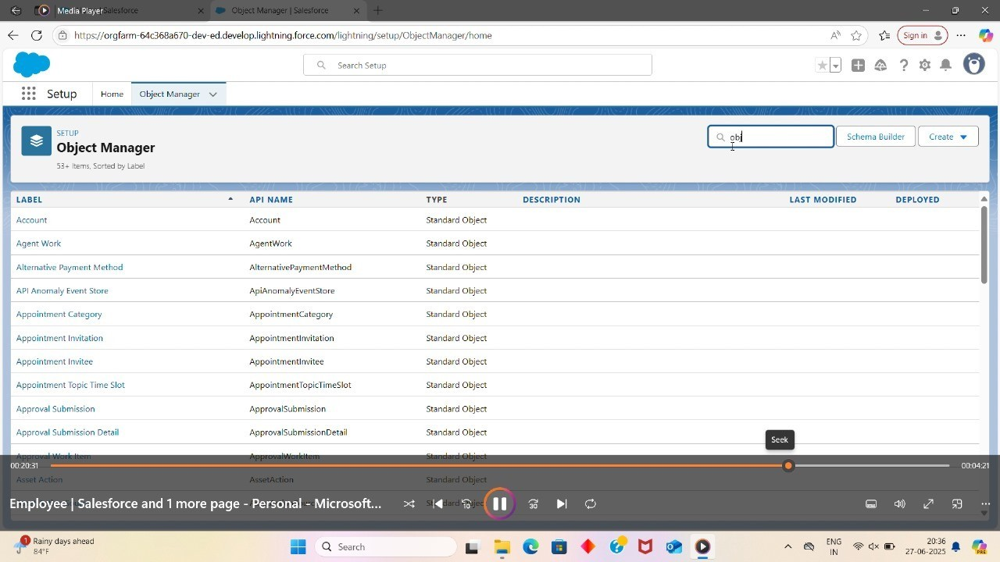 Media Player Salesforce
Object Manager | Salesforce
https://orgfarm-64c368a670-dev-ed.develop.lightning.force.com/lightning/setup/ObjectManager/home
Sign in
Search Setup
Setup
Home
Object Manager
SETUP
Object Manager
53+ Items, Sorted by Label
obj
Schema Builder
Create
LABEL API NAME TYPE DESCRIPTION LAST MODIFIED DEPLOYED
Account Account Standard Object
Agent Work AgentWork Standard Object
Alternative Payment Method AlternativePaymentMethod Standard Object
API Anomaly Event Store ApiAnomalyEventStore Standard Object
Appointment Category AppointmentCategory Standard Object
Appointment Invitation AppointmentInvitation Standard Object
Appointment Invitee AppointmentInvitee Standard Object
Appointment Topic Time Slot AppointmentTopicTimeSlot Standard Object
Approval Submission ApprovalSubmission Standard Object
Approval Submission Detail ApprovalSubmissionDetail Standard Object
Seek
Approval Work Item ApprovalWorkItem Standard Object
00:20:31 00:04:21
Asset Action AssetAction Standard Object
Employee | Salesforce and 1 more page - Personal - Microsoft...
10
30
1
Rainy days ahead
84°F
Search
ENG
IN
20:36
27-06-2025
PRE